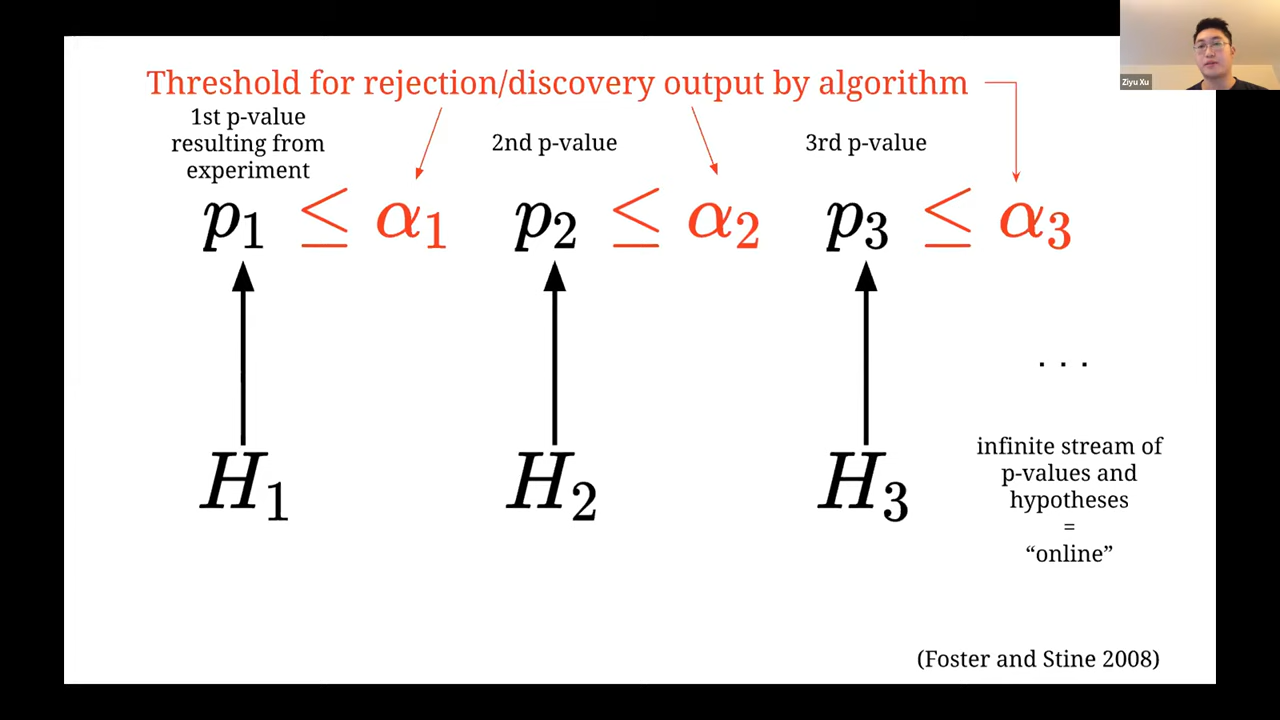 Threshold for rejection/discovery output by algorithm
1st p-value
resulting from
experiment
2nd p-value
3rd p-value
p₁ ≤ α₁
p₂ ≤ α₂
p₃ ≤ α₃
. . .
H₁
H₂
H₃
infinite stream of
p-values and
hypotheses
=
“online”
(Foster and Stine 2008)
Ziyu Xu